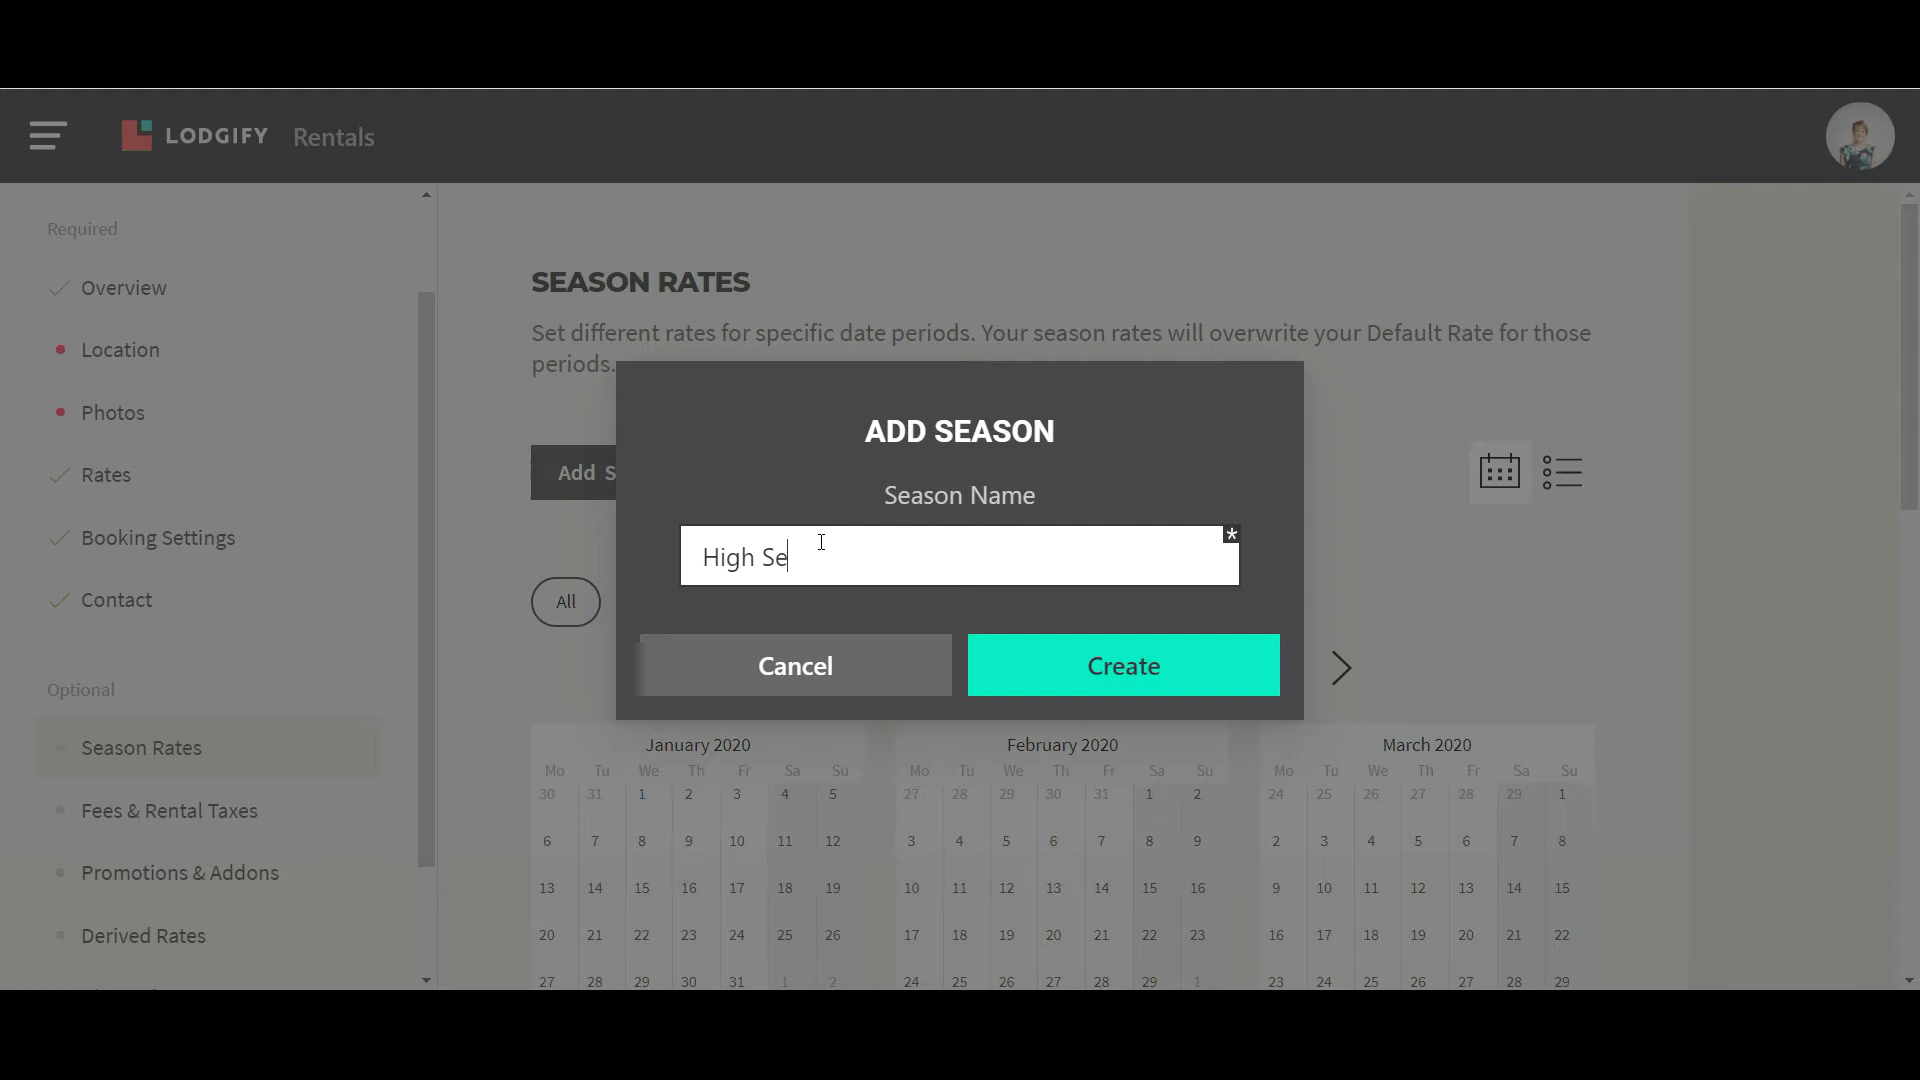 LODGIFY Rentals
Required
Overview
Location
Photos
Rates
Booking Settings
Contact
Optional
Season Rates
Fees & Rental Taxes
Promotions & Addons
Derived Rates
SEASON RATES
Set different rates for specific date periods. Your season rates will overwrite your Default Rate for those
periods.
Add S
All
ADD SEASON
Season Name
*
High Se
Cancel Create
January 2020
Mo Tu We Th Fr Sa Su
30 31 1 2 3 4 5
6 7 8 9 10 11 12
13 14 15 16 17 18 19
20 21 22 23 24 25 26
27 28 29 30 31 1 2
February 2020
Mo Tu We Th Fr Sa Su
27 28 29 30 31 1 2
3 4 5 6 7 8 9
10 11 12 13 14 15 16
17 18 19 20 21 22 23
24 25 26 27 28 29 1
March 2020
Mo Tu We Th Fr Sa Su
24 25 26 27 28 29 1
2 3 4 5 6 7 8
9 10 11 12 13 14 15
16 17 18 19 20 21 22
23 24 25 26 27 28 29